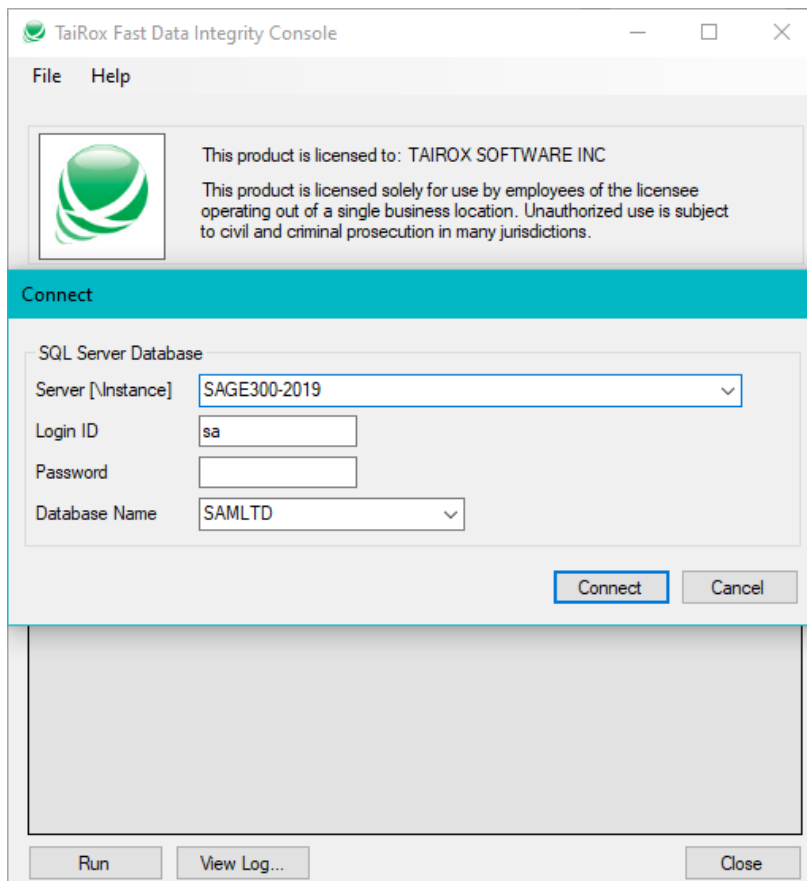 TaiRox Fast Data Integrity Console
File Help
This product is licensed to: TAIROX SOFTWARE INC
This product is licensed solely for use by employees of the licensee
operating out of a single business location. Unauthorized use is subject
to civil and criminal prosecution in many jurisdictions.
Connect
SQL Server Database
Server [\Instance] SAGE300-2019
Login ID sa
Password
Database Name SAMLTD
Connect Cancel
Run View Log... Close